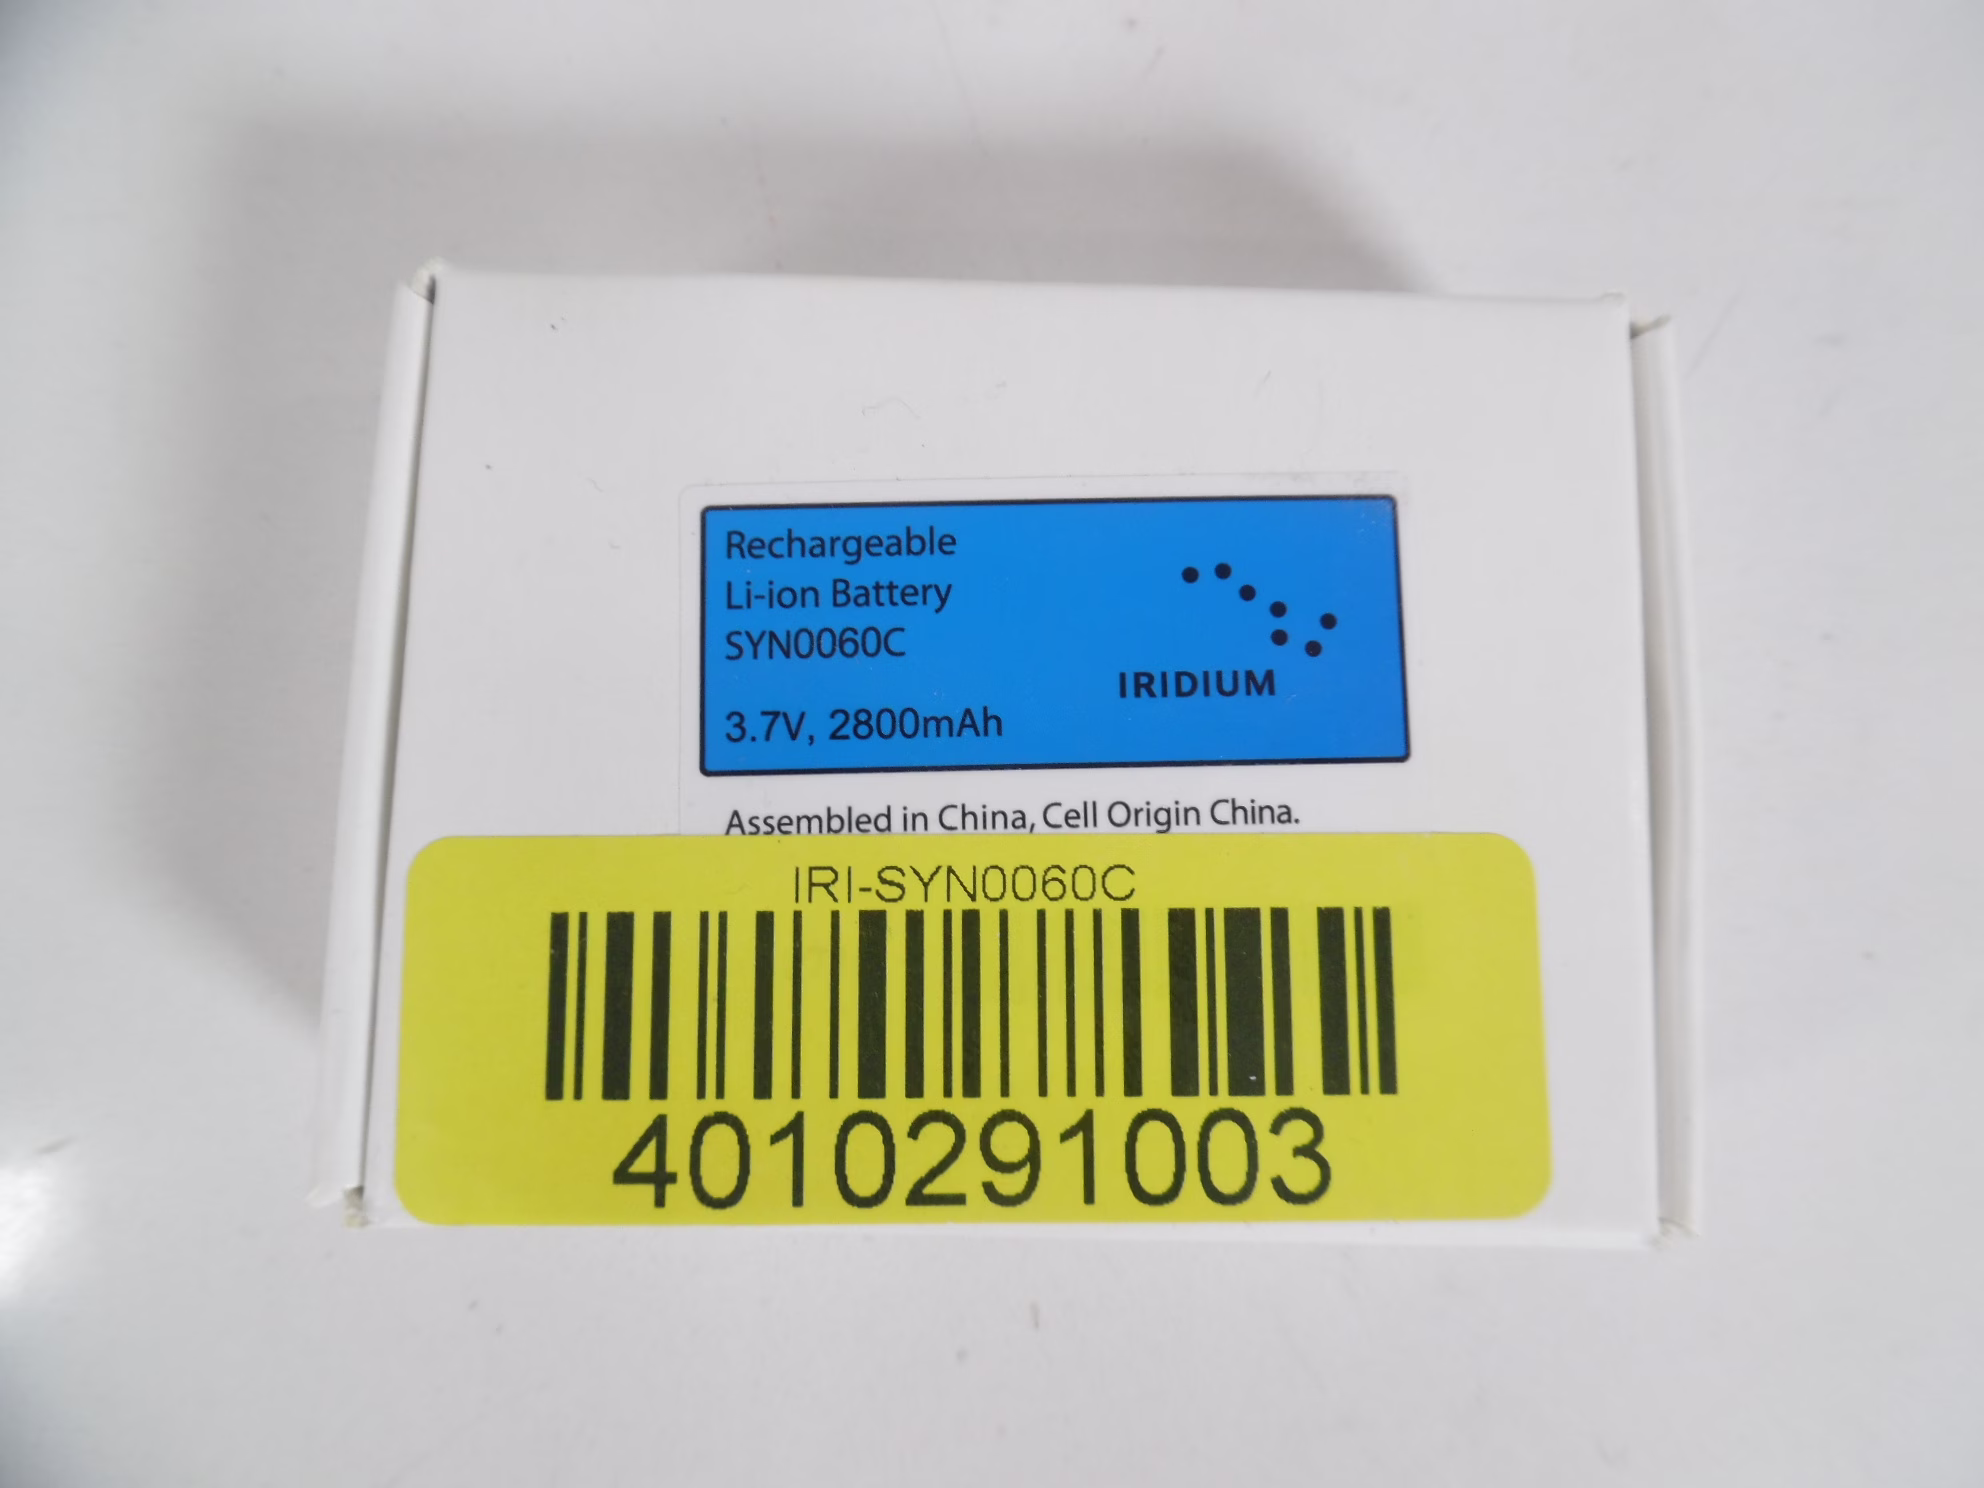 Rechargeable
Li-ion Battery
SYN0060C
3.7V, 2800mAh
IRIDIUM
Assembled in China, Cell Origin China.
IRI-SYN0060C
4010291003